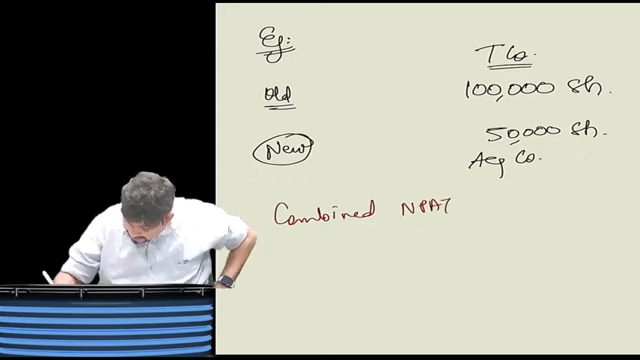 Eg:
T Co.
Old 100,000 Sh.
New 50,000 Sh.
Acq Co.
Combined NPAT